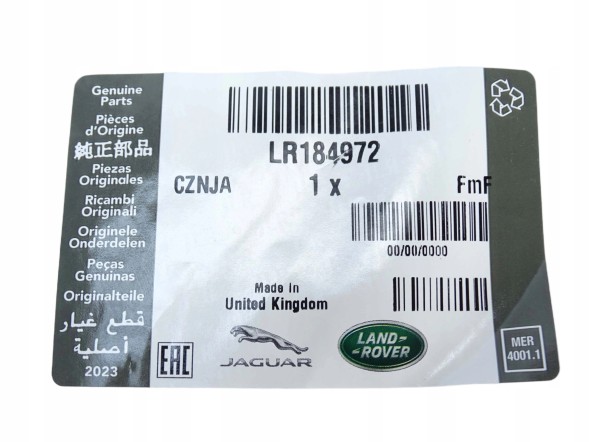 Genuine
Parts
Pièces
d'Origine
純正部品
Piezas
Originales
Ricambi
Originali
Originele
Onderdelen
Peças
Genuinas
Originalteile
قطع غيار
أصلية
2023
LR184972
CZNJA 1 x FmF
00/00/0000
Made in
United Kingdom
EAC
JAGUAR
LAND-
-ROVER
MER
4001.1